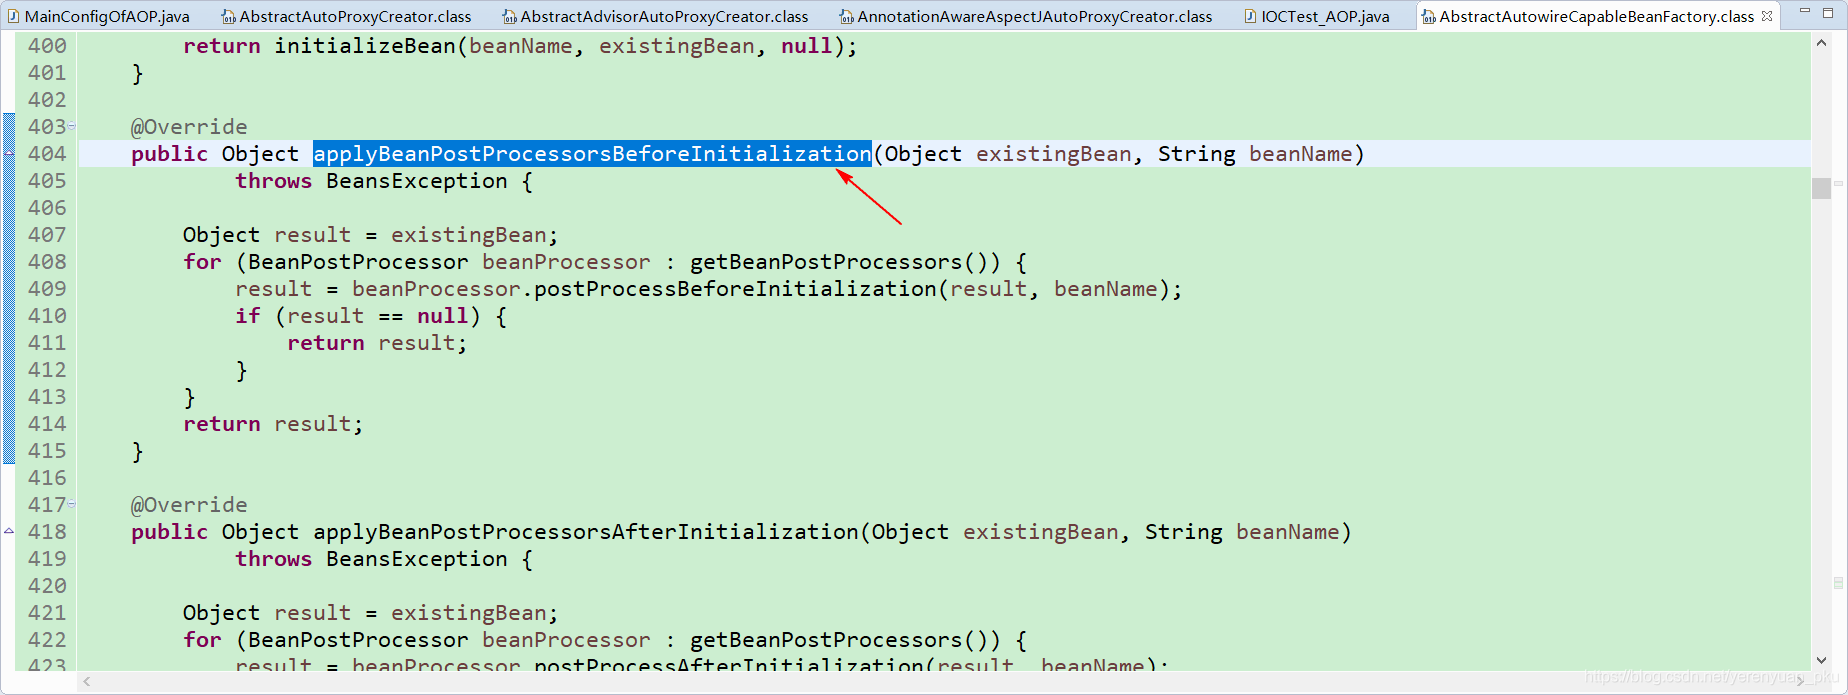 MainConfigOfAOP.java AbstractAutoProxyCreator.class AbstractAdvisorAutoProxyCreator.class AnnotationAwareAspectJAutoProxyCreator.class IOCTest_AOP.java AbstractAutowireCapableBeanFactory.class
400 return initializeBean(beanName, existingBean, null);
401 }
402
403 @Override
404 public Object applyBeanPostProcessorsBeforeInitialization(Object existingBean, String beanName)
405 throws BeansException {
406
407 Object result = existingBean;
408 for (BeanPostProcessor beanProcessor : getBeanPostProcessors()) {
409 result = beanProcessor.postProcessBeforeInitialization(result, beanName);
410 if (result == null) {
411 return result;
412 }
413 }
414 return result;
415 }
416
417 @Override
418 public Object applyBeanPostProcessorsAfterInitialization(Object existingBean, String beanName)
419 throws BeansException {
420
421 Object result = existingBean;
422 for (BeanPostProcessor beanProcessor : getBeanPostProcessors()) {
423 result = beanProcessor.postProcessAfterInitialization(result, beanName);
https://blog.csdn.net/yerenyuan_pku